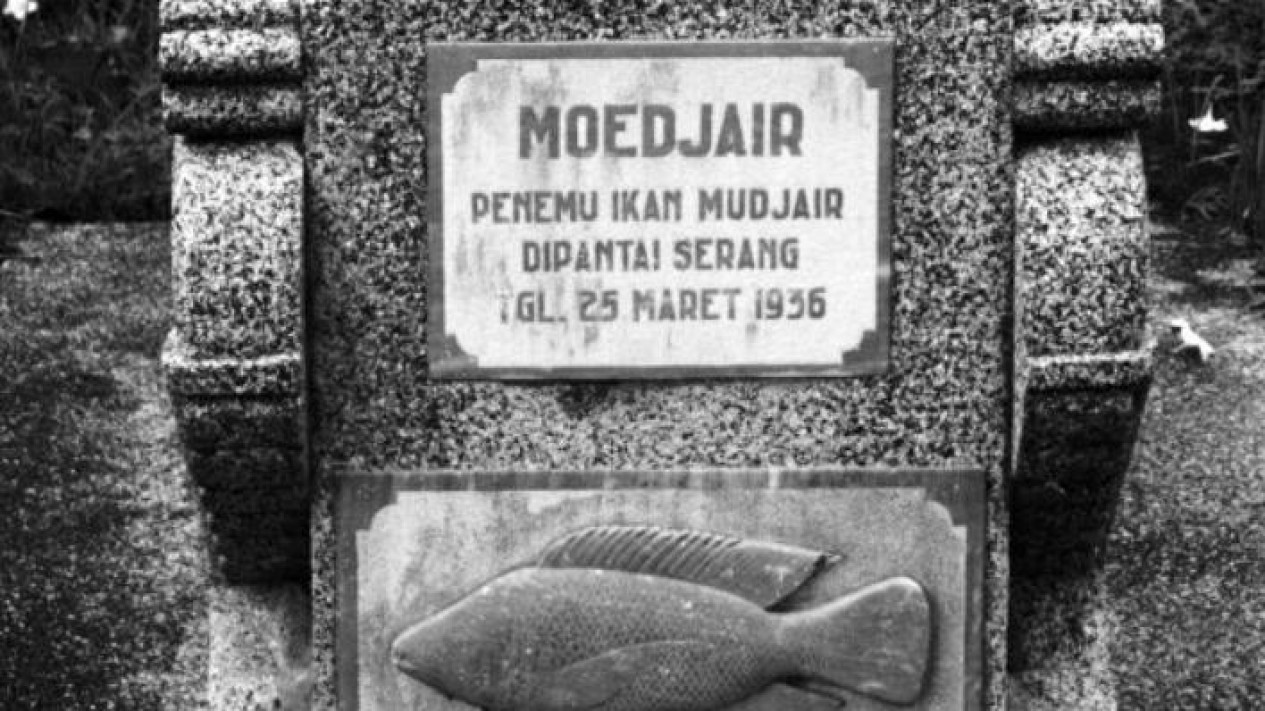 MOEDJAIR
PENEMU IKAN MUDJAIR
DIPANTAI SERANG
TGL. 25 MARET 1936